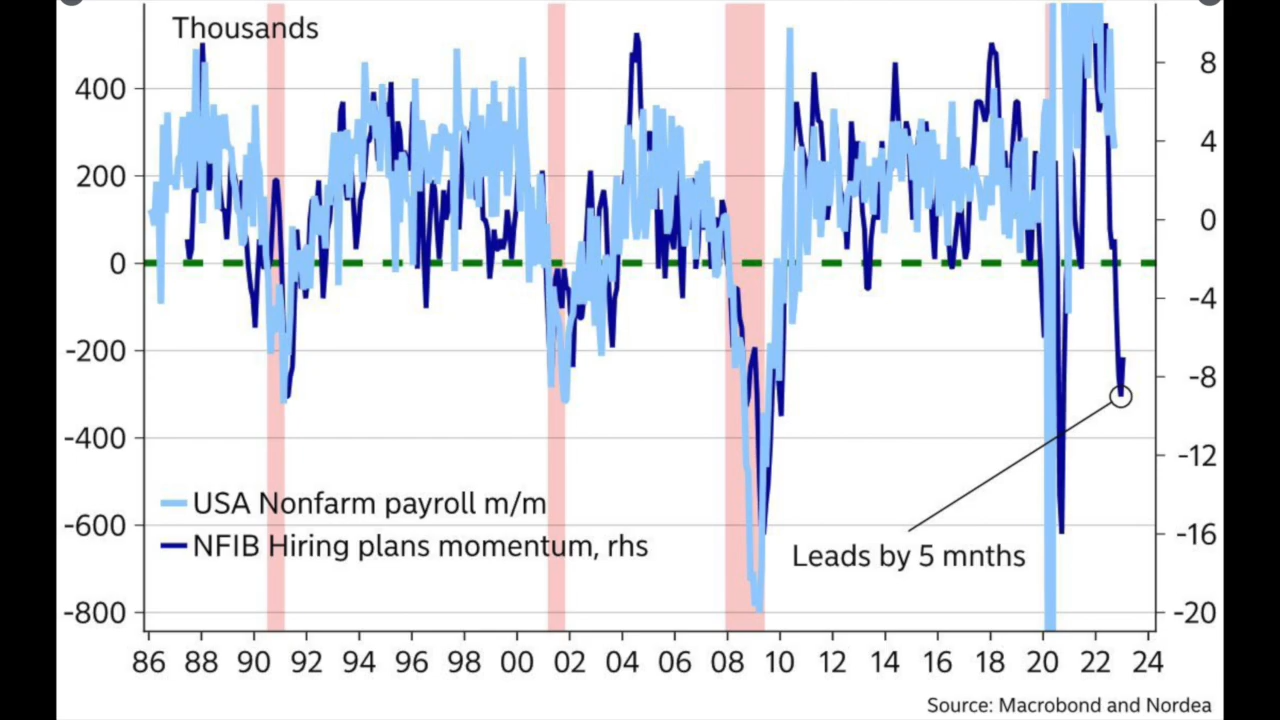 Thousands
400
200
0
-200
-400
-600
-800
8
4
0
-4
-8
-12
-16
-20
USA Nonfarm payroll m/m
NFIB Hiring plans momentum, rhs
Leads by 5 mnths
86 88 90 92 94 96 98 00 02 04 06 08 10 12 14 16 18 20 22 24
Source: Macrobond and Nordea